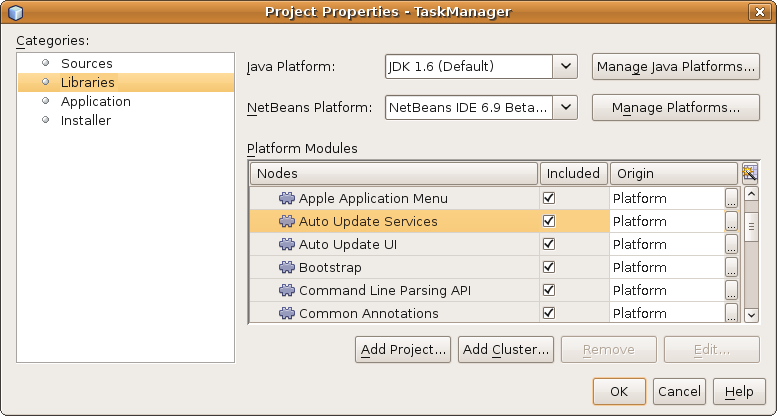 Project Properties - TaskManager
Categories:
Sources
Libraries
Application
Installer
Java Platform: JDK 1.6 (Default) Manage Java Platforms...
NetBeans Platform: NetBeans IDE 6.9 Beta... Manage Platforms...
Platform Modules
Nodes Included Origin
Apple Application Menu Platform ...
Auto Update Services Platform ...
Auto Update UI Platform ...
Bootstrap Platform ...
Command Line Parsing API Platform ...
Common Annotations Platform ...
Add Project... Add Cluster... Remove Edit...
OK Cancel Help